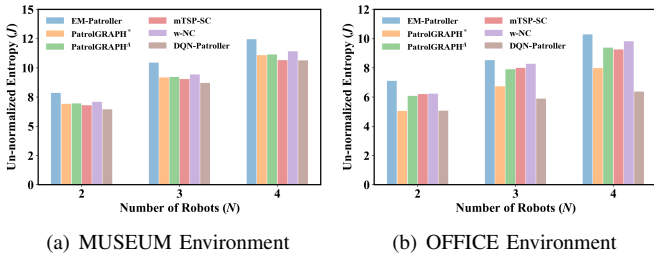 EM-Patroller
PatrolGRAPH*
PatrolGRAPHᴬ
mTSP-SC
w-NC
DQN-Patroller
Un-normalized Entropy (J)
15
12
10
8
5
2
0
2 3 4
Number of Robots (N)
(a) MUSEUM Environment
EM-Patroller
PatrolGRAPH*
PatrolGRAPHᴬ
mTSP-SC
w-NC
DQN-Patroller
Un-normalized Entropy (J)
12
10
8
6
4
2
0
2 3 4
Number of Robots (N)
(b) OFFICE Environment